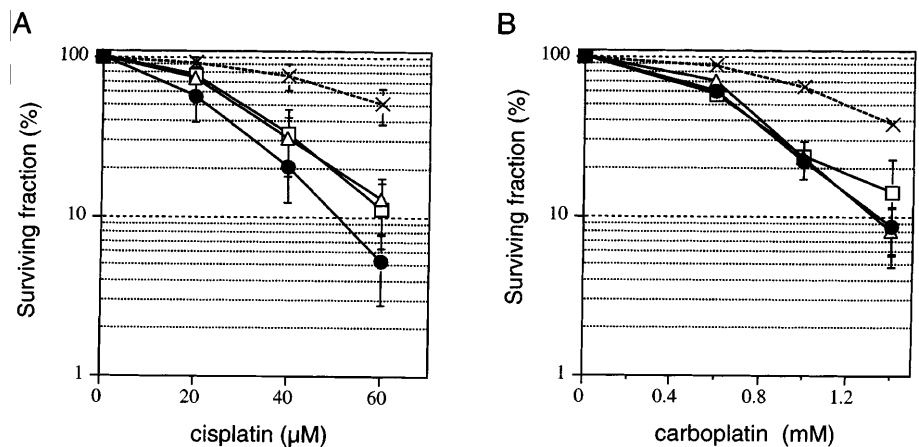 A
100
10
1
Surviving fraction (%)
0 20 40 60
cisplatin (µM)
B
100
10
1
Surviving fraction (%)
0 0.4 0.8 1.2
carboplatin (mM)